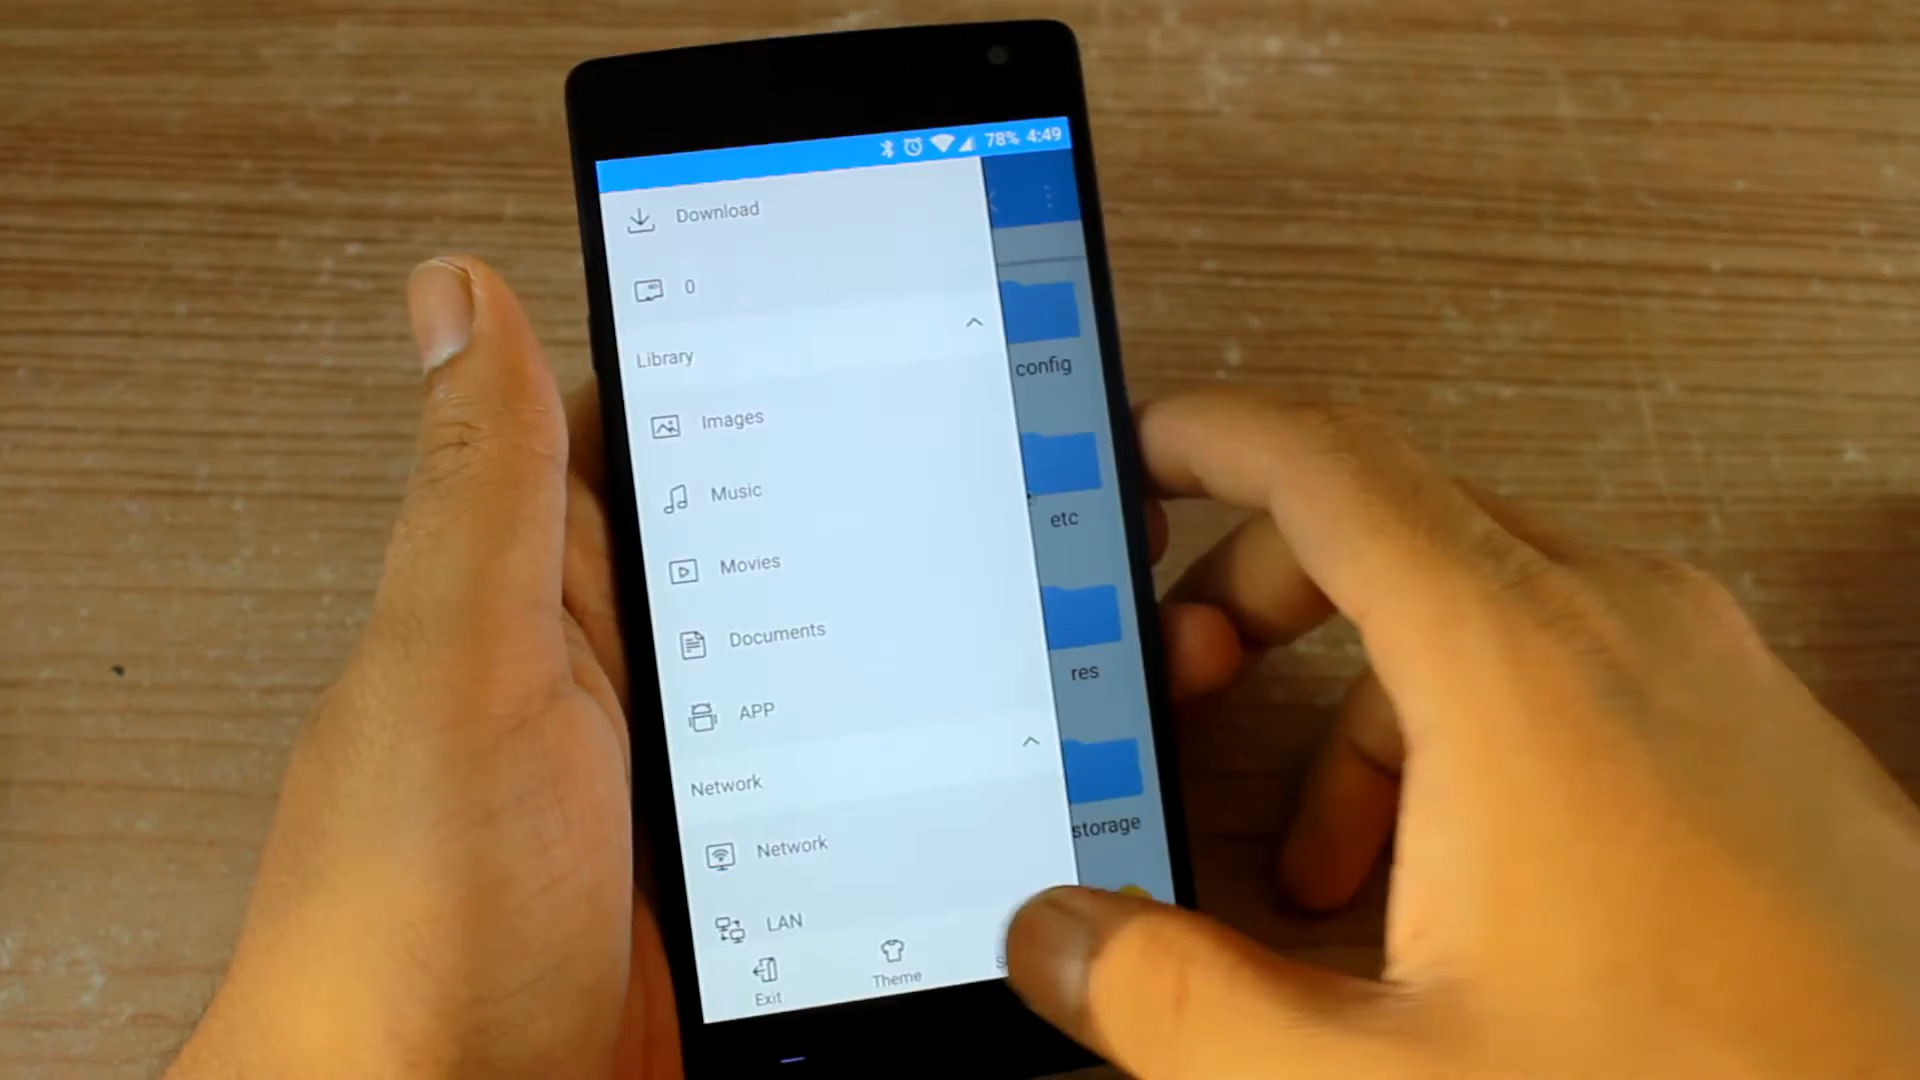 78% 4:49
Download
0
Library
Images
Music
Movies
Documents
APP
Network
Network
LAN
Exit
Theme
config
etc
res
storage